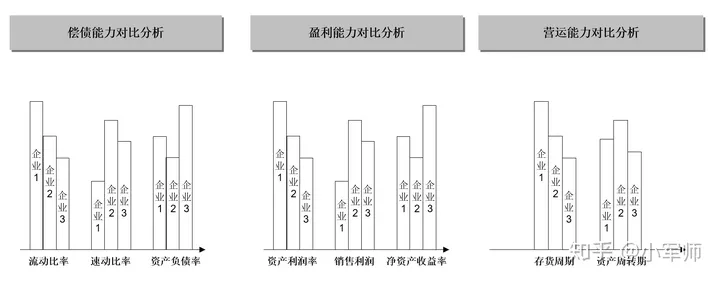 偿债能力对比分析
盈利能力对比分析
营运能力对比分析
企业1
企业2
企业3
企业1
企业2
企业3
企业1
企业2
企业3
企业1
企业2
企业3
企业1
企业2
企业3
企业1
企业2
企业3
企业1
企业2
企业3
企业1
企业2
企业3
流动比率
速动比率
资产负债率
资产利润率
销售利润
净资产收益率
存货周期
资产周转期
知乎 @小军师